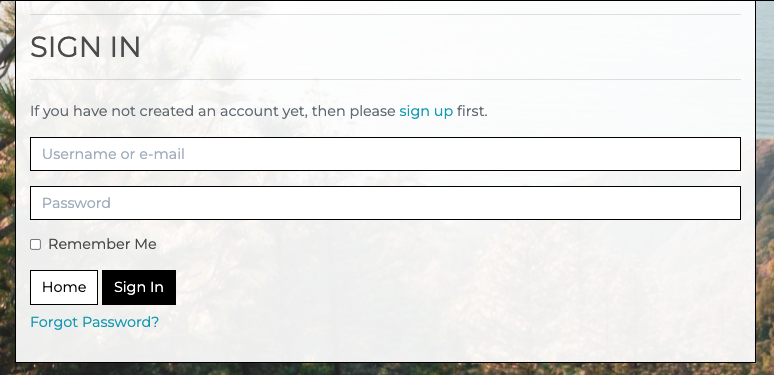 SIGN IN
If you have not created an account yet, then please sign up first.
Username or e-mail
Password
Remember Me
Home Sign In
Forgot Password?